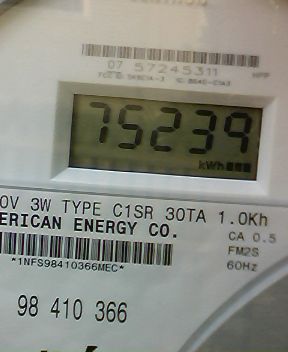 07 57245311
75239
kWh
0V 3W TYPE C1SR 30TA 1.0Kh
ERICAN ENERGY CO.
CA 0.5
FM2S
60Hz
*1NFS98410366MEC*
98 410 366